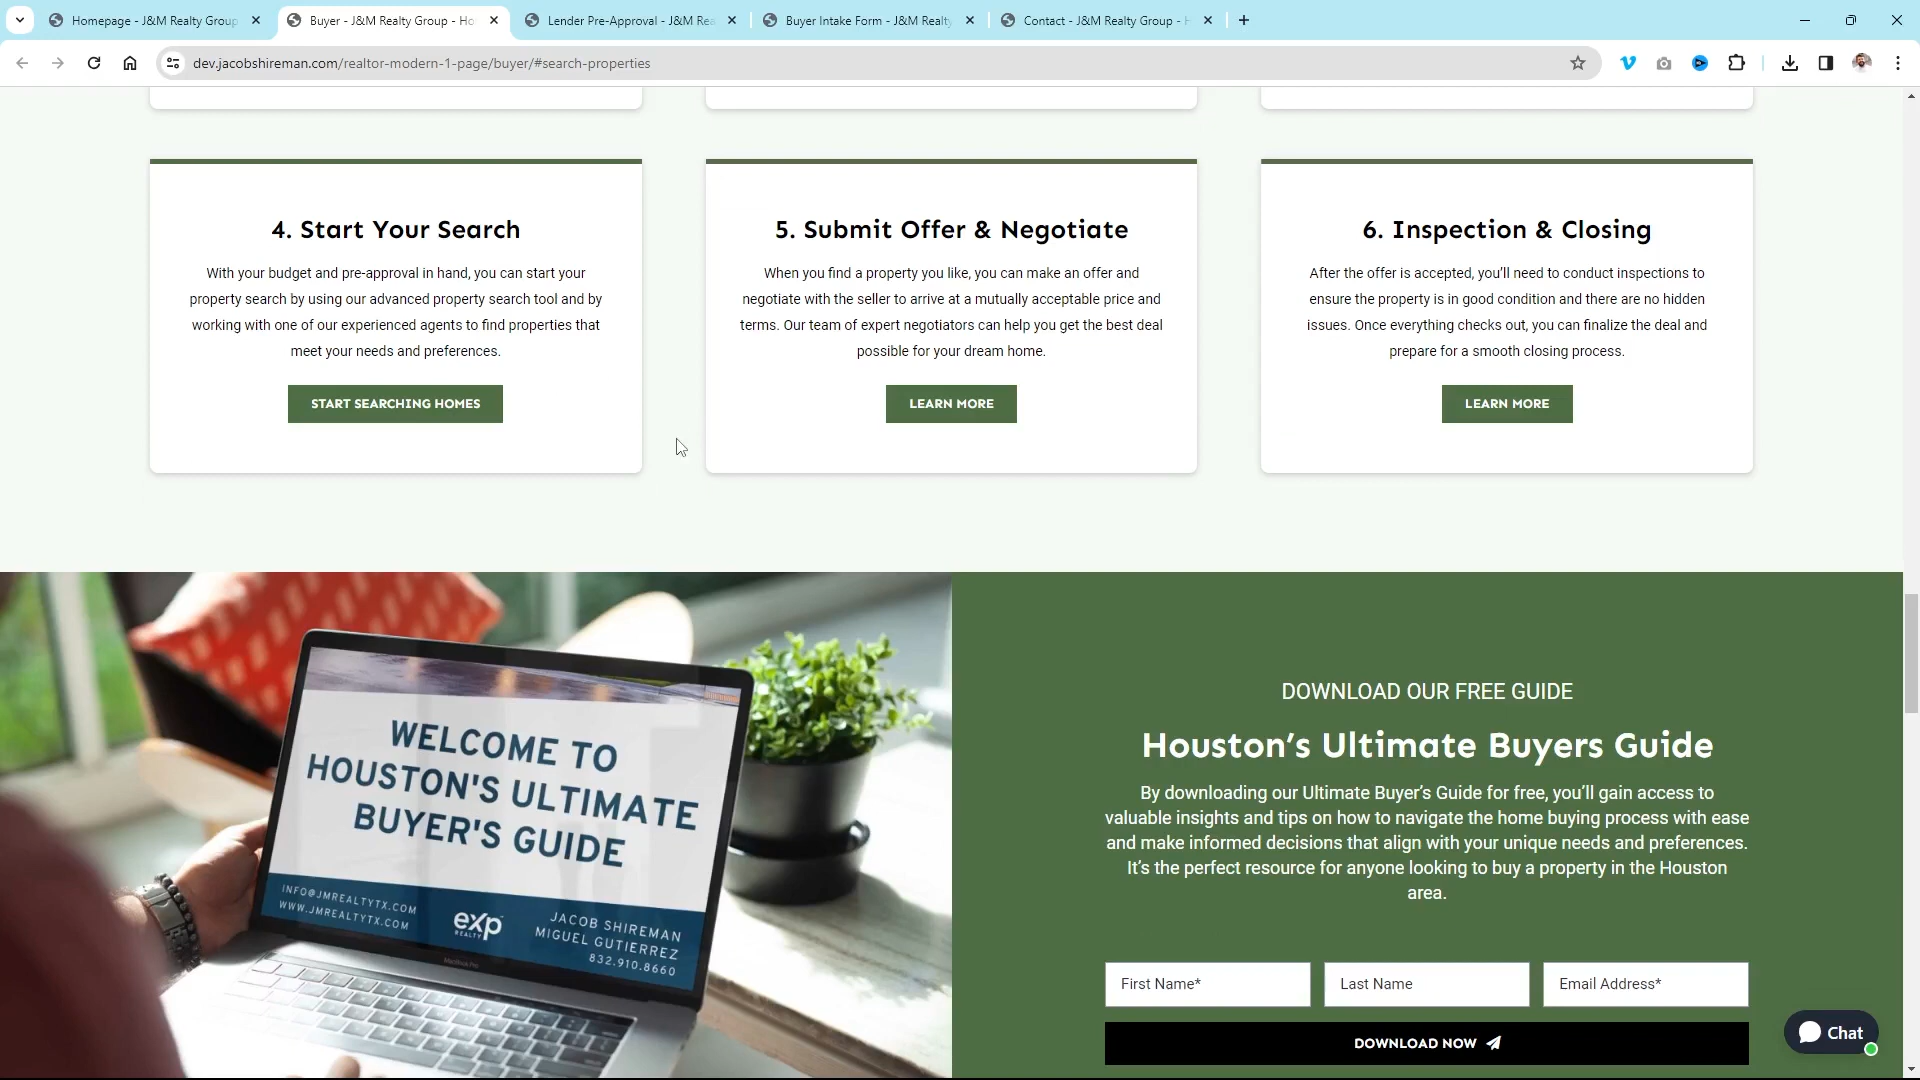 Homepage - J&M Realty Group
Buyer - J&M Realty Group - Ho
Lender Pre-Approval - J&M Rea
Buyer Intake Form - J&M Realty
Contact - J&M Realty Group - H
dev.jacobshireman.com/realtor-modern-1-page/buyer/#search-properties
4. Start Your Search
With your budget and pre-approval in hand, you can start your
property search by using our advanced property search tool and by
working with one of our experienced agents to find properties that
meet your needs and preferences.
START SEARCHING HOMES
5. Submit Offer & Negotiate
When you find a property you like, you can make an offer and
negotiate with the seller to arrive at a mutually acceptable price and
terms. Our team of expert negotiators can help you get the best deal
possible for your dream home.
LEARN MORE
6. Inspection & Closing
After the offer is accepted, you’ll need to conduct inspections to
ensure the property is in good condition and there are no hidden
issues. Once everything checks out, you can finalize the deal and
prepare for a smooth closing process.
LEARN MORE
WELCOME TO
HOUSTON'S ULTIMATE
BUYER'S GUIDE
INFO@JMREALTYTX.COM
WWW.JMREALTYTX.COM
exp
REALTY
JACOB SHIREMAN
MIGUEL GUTIERREZ
832.910.8660
MacBook Pro
DOWNLOAD OUR FREE GUIDE
Houston’s Ultimate Buyers Guide
By downloading our Ultimate Buyer’s Guide for free, you’ll gain access to
valuable insights and tips on how to navigate the home buying process with ease
and make informed decisions that align with your unique needs and preferences.
It’s the perfect resource for anyone looking to buy a property in the Houston
area.
First Name*
Last Name
Email Address*
DOWNLOAD NOW
Chat